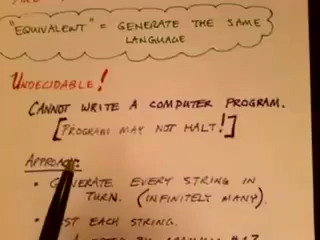 "EQUIVALENT" = GENERATE THE SAME
LANGUAGE
UNDECIDABLE!
CANNOT WRITE A COMPUTER PROGRAM.
[PROGRAM MAY NOT HALT!]
APPROACH:
• GENERATE EVERY STRING IN
TURN. (INFINITELY MANY).
• TEST EACH STRING.